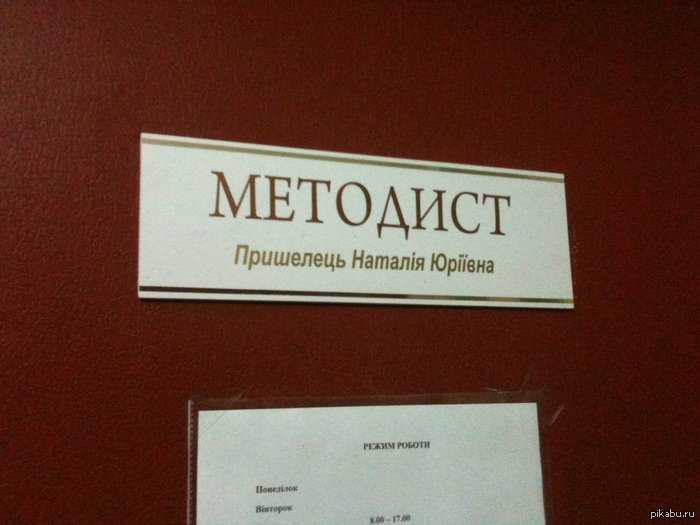 МЕТОДИСТ
Пришелець Наталія Юріївна
РЕЖИМ РОБОТИ
Понеділок
Вівторок
8.00 – 17.00
pikabu.ru